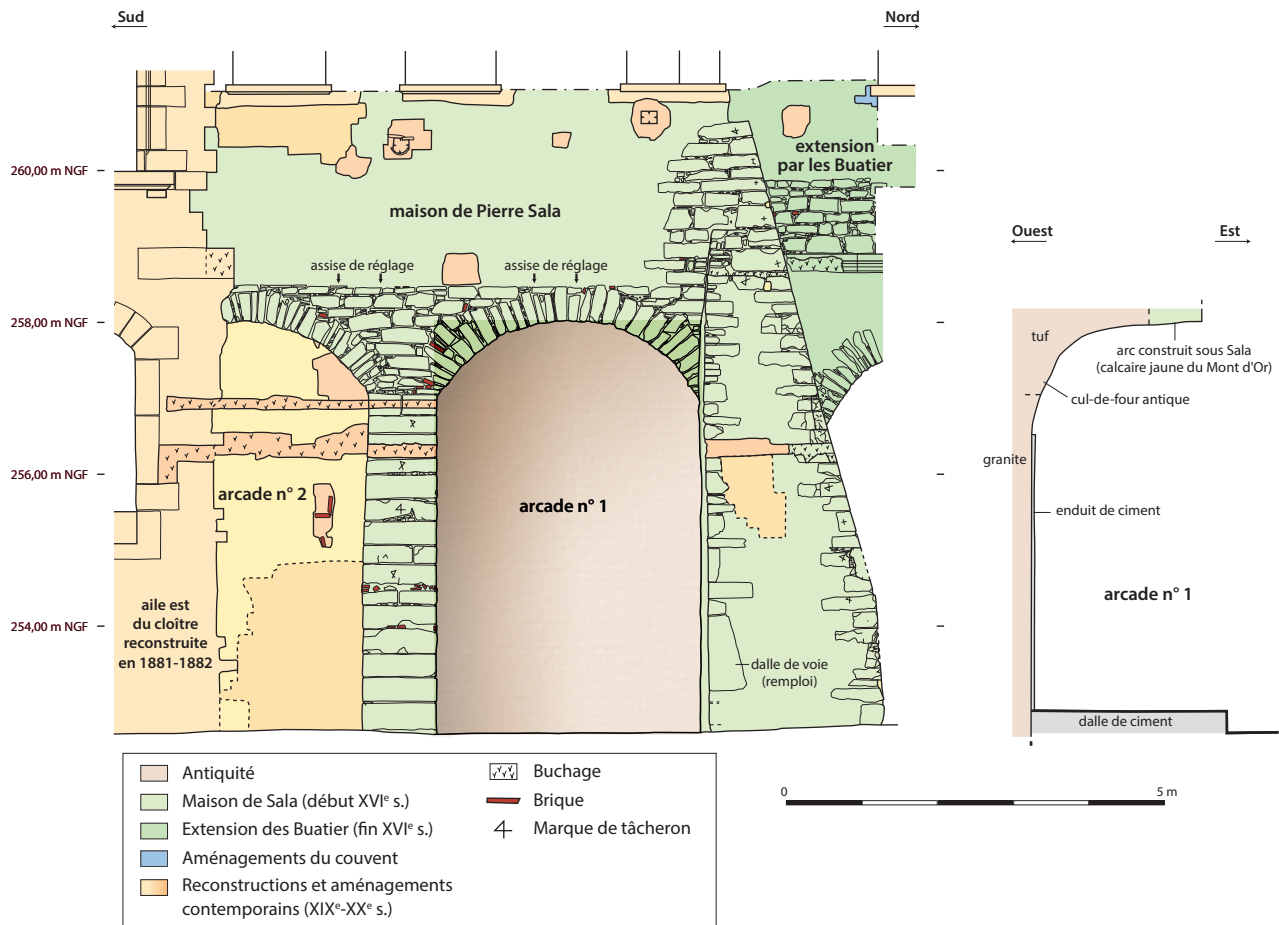 Sud
Nord
260,00 m NGF
extension
par les Buatier
maison de Pierre Sala
assise de réglage
assise de réglage
258,00 m NGF
256,00 m NGF
arcade n° 2
arcade n° 1
aile est
du cloître
reconstruite
en 1881-1882
254,00 m NGF
dalle de voie
(remploi)
Ouest
Est
tuf
arc construit sous Sala
(calcaire jaune du Mont d'Or)
cul-de-four antique
granite
enduit de ciment
arcade n° 1
dalle de ciment
Antiquité
Maison de Sala (début XVIe s.)
Extension des Buatier (fin XVIe s.)
Aménagements du couvent
Reconstructions et aménagements
contemporains (XIXe-XXe s.)
Buchage
Brique
Marque de tâcheron
0
5 m